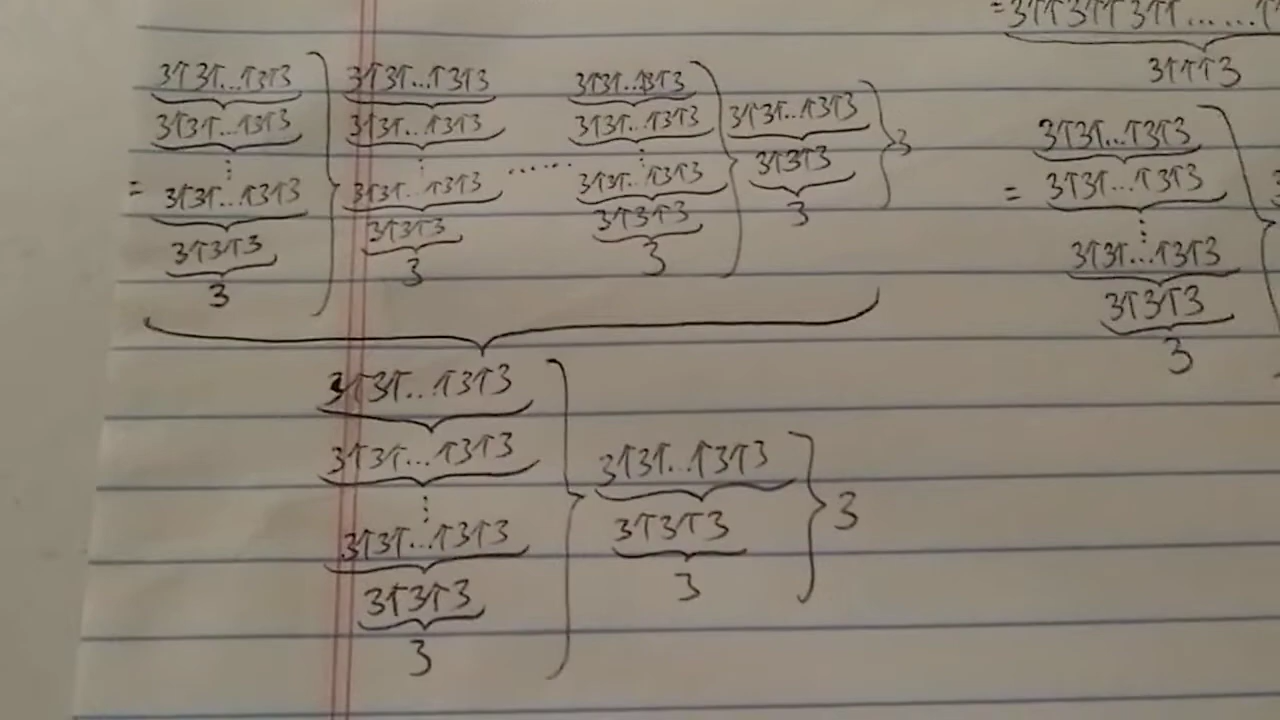 =3↑↑3↑↑3↑↑......↑
3↑↑↑3
3↑3↑...↑3↑3 } 3↑3↑...↑3↑3 3↑3↑...↑3↑3 } 3↑3↑...↑3↑3 } 3
3↑3↑...↑3↑3 3↑3↑...↑3↑3 3↑3↑...↑3↑3 3↑3↑3
⋮ ⋮ ...... ⋮ 3
= 3↑3↑...↑3↑3 3↑3↑...↑3↑3 3↑3↑...↑3↑3
3↑3↑3 3↑3↑3 3↑3↑3
3 3 3
3↑3↑...↑3↑3 } 3↑3↑...↑3↑3 } 3
3↑3↑...↑3↑3 3↑3↑3
⋮ 3
3↑3↑...↑3↑3
3↑3↑3
3
3↑3↑...↑3↑3 }
= 3↑3↑...↑3↑3
⋮
3↑3↑...↑3↑3
3↑3↑3
3